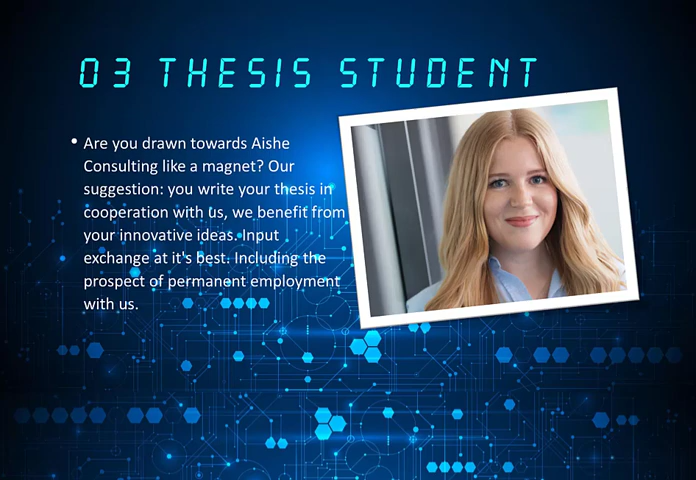 03 THESIS STUDENT
• Are you drawn towards Aishe
Consulting like a magnet? Our
suggestion: you write your thesis in
cooperation with us, we benefit from
your innovative ideas. Input
exchange at it's best. Including the
prospect of permanent employment
with us.